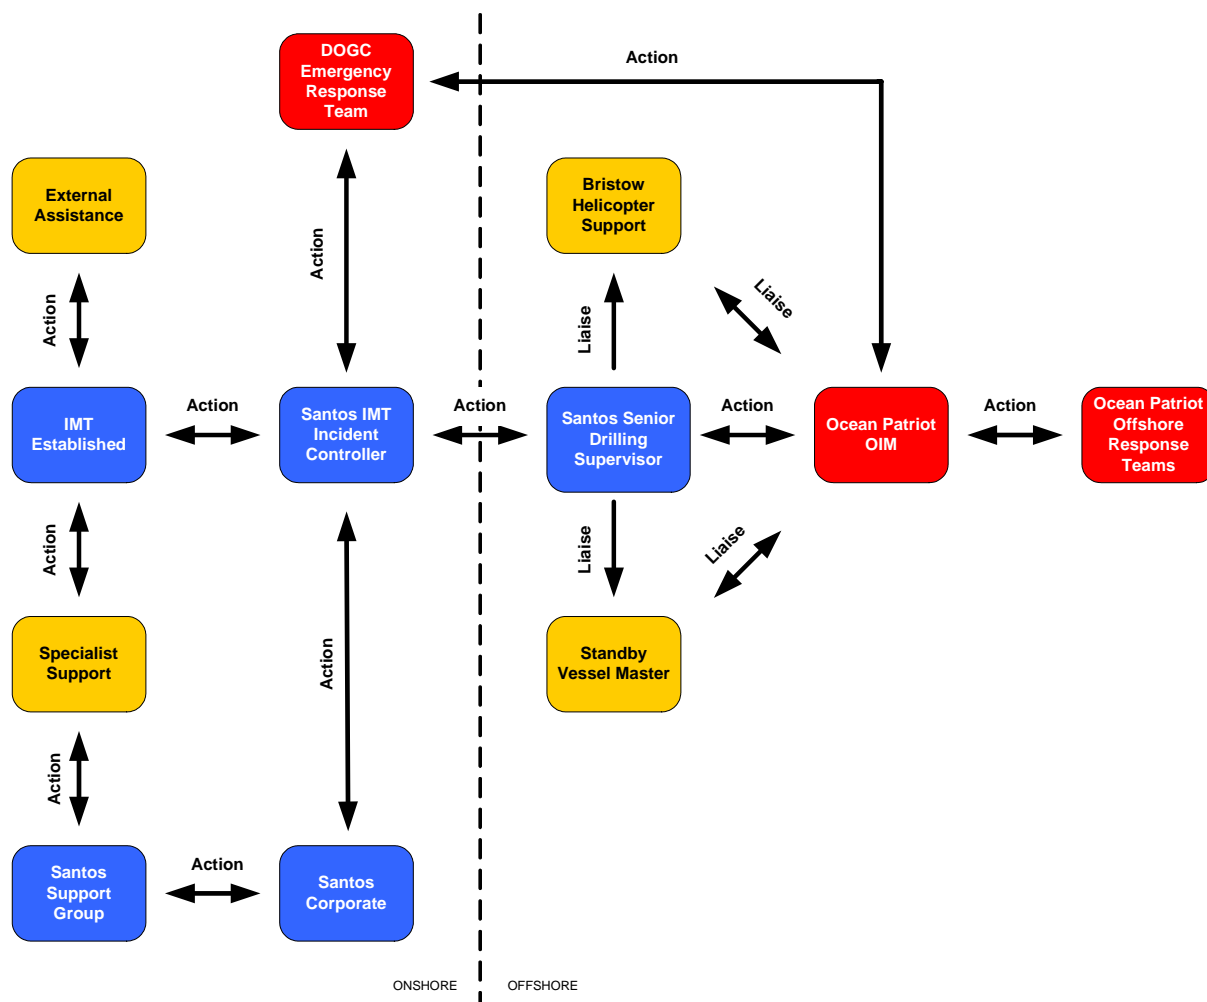 DOGC
Emergency
Response
Team
Action
External
Assistance
Bristow
Helicopter
Support
Action
Action
Liaise
Liaise
IMT
Established
Action
Santos IMT
Incident
Controller
Action
Santos Senior
Drilling
Supervisor
Action
Ocean Patriot
OIM
Action
Ocean Patriot
Offshore
Response
Teams
Action
Action
Liaise
Liaise
Specialist
Support
Standby
Vessel Master
Action
Santos
Support
Group
Action
Santos
Corporate
ONSHORE
OFFSHORE